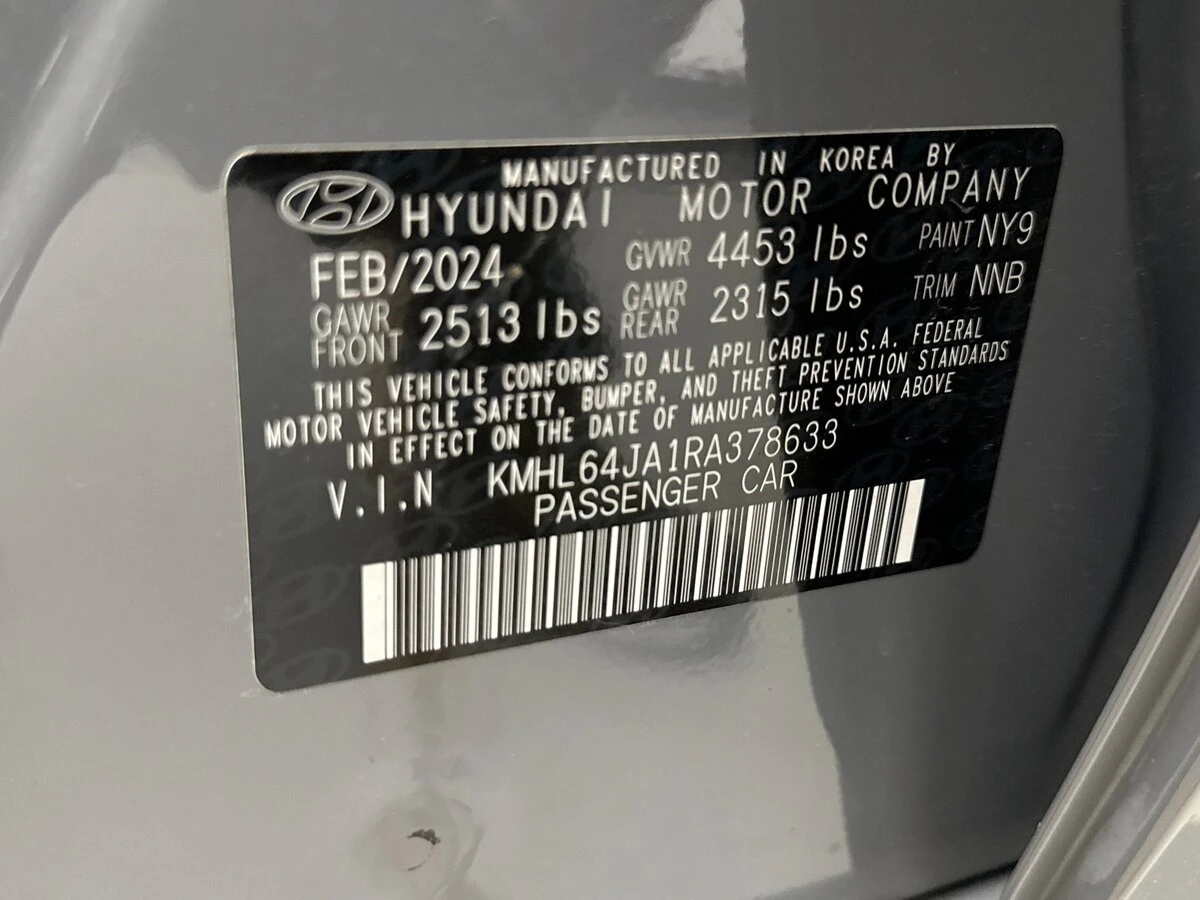 MANUFACTURED IN KOREA BY
HYUNDAI MOTOR COMPANY
FEB/2024 GVWR 4453 lbs PAINT NY9
GAWR FRONT 2513 lbs GAWR REAR 2315 lbs TRIM NNB
THIS VEHICLE CONFORMS TO ALL APPLICABLE U.S.A. FEDERAL
MOTOR VEHICLE SAFETY, BUMPER, AND THEFT PREVENTION STANDARDS
IN EFFECT ON THE DATE OF MANUFACTURE SHOWN ABOVE
V.I.N KMHL64JA1RA378633
PASSENGER CAR